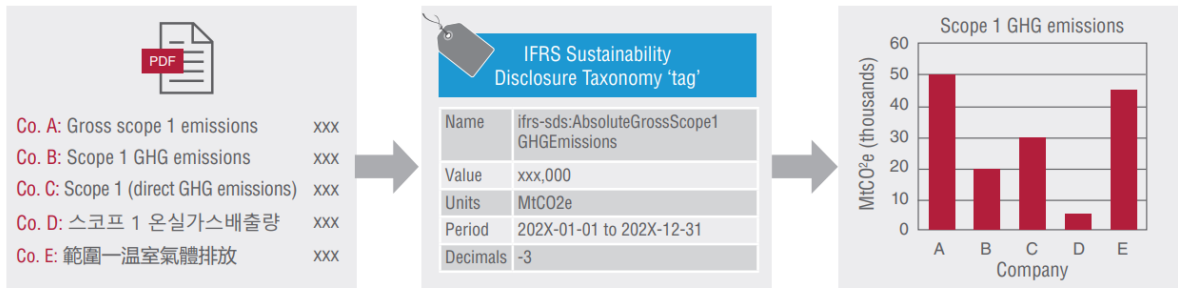 PDF
Co. A: Gross scope 1 emissions xxx
Co. B: Scope 1 GHG emissions xxx
Co. C: Scope 1 (direct GHG emissions) xxx
Co. D: 스코프 1 온실가스배출량 xxx
Co. E: 範圍一温室氣體排放 xxx
IFRS Sustainability
Disclosure Taxonomy ‘tag’
Name ifrs-sds:AbsoluteGrossScope1
GHGEmissions
Value xxx,000
Units MtCO2e
Period 202X-01-01 to 202X-12-31
Decimals -3
Scope 1 GHG emissions
MtCO²e (thousands)
60
50
40
30
20
10
0
A B C D E
Company